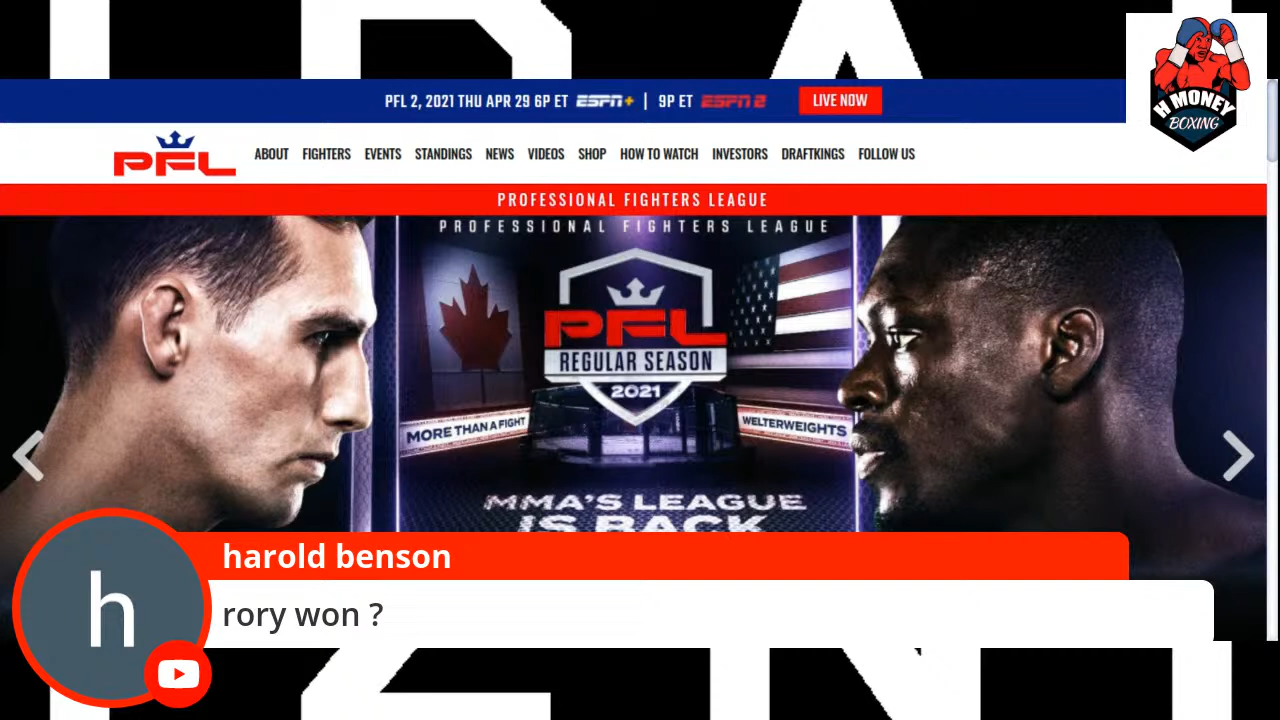 PFL 2, 2021 THU APR 29 6P ET ESPN+ | 9P ET ESPN 2 LIVE NOW
H MONEY
BOXING
PFL ABOUT FIGHTERS EVENTS STANDINGS NEWS VIDEOS SHOP HOW TO WATCH INVESTORS DRAFTKINGS FOLLOW US
PROFESSIONAL FIGHTERS LEAGUE
PROFESSIONAL FIGHTERS LEAGUE
PFL
REGULAR SEASON
2021
MORE THAN A FIGHT
WELTERWEIGHTS
MMA'S LEAGUE
IS BACK
h
harold benson
rory won ?